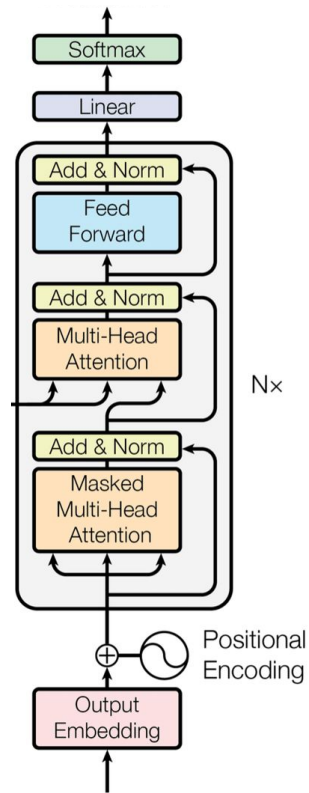 Softmax
Linear
Add & Norm
Feed
Forward
Add & Norm
Multi-Head
Attention
N×
Add & Norm
Masked
Multi-Head
Attention
Positional
Encoding
Output
Embedding